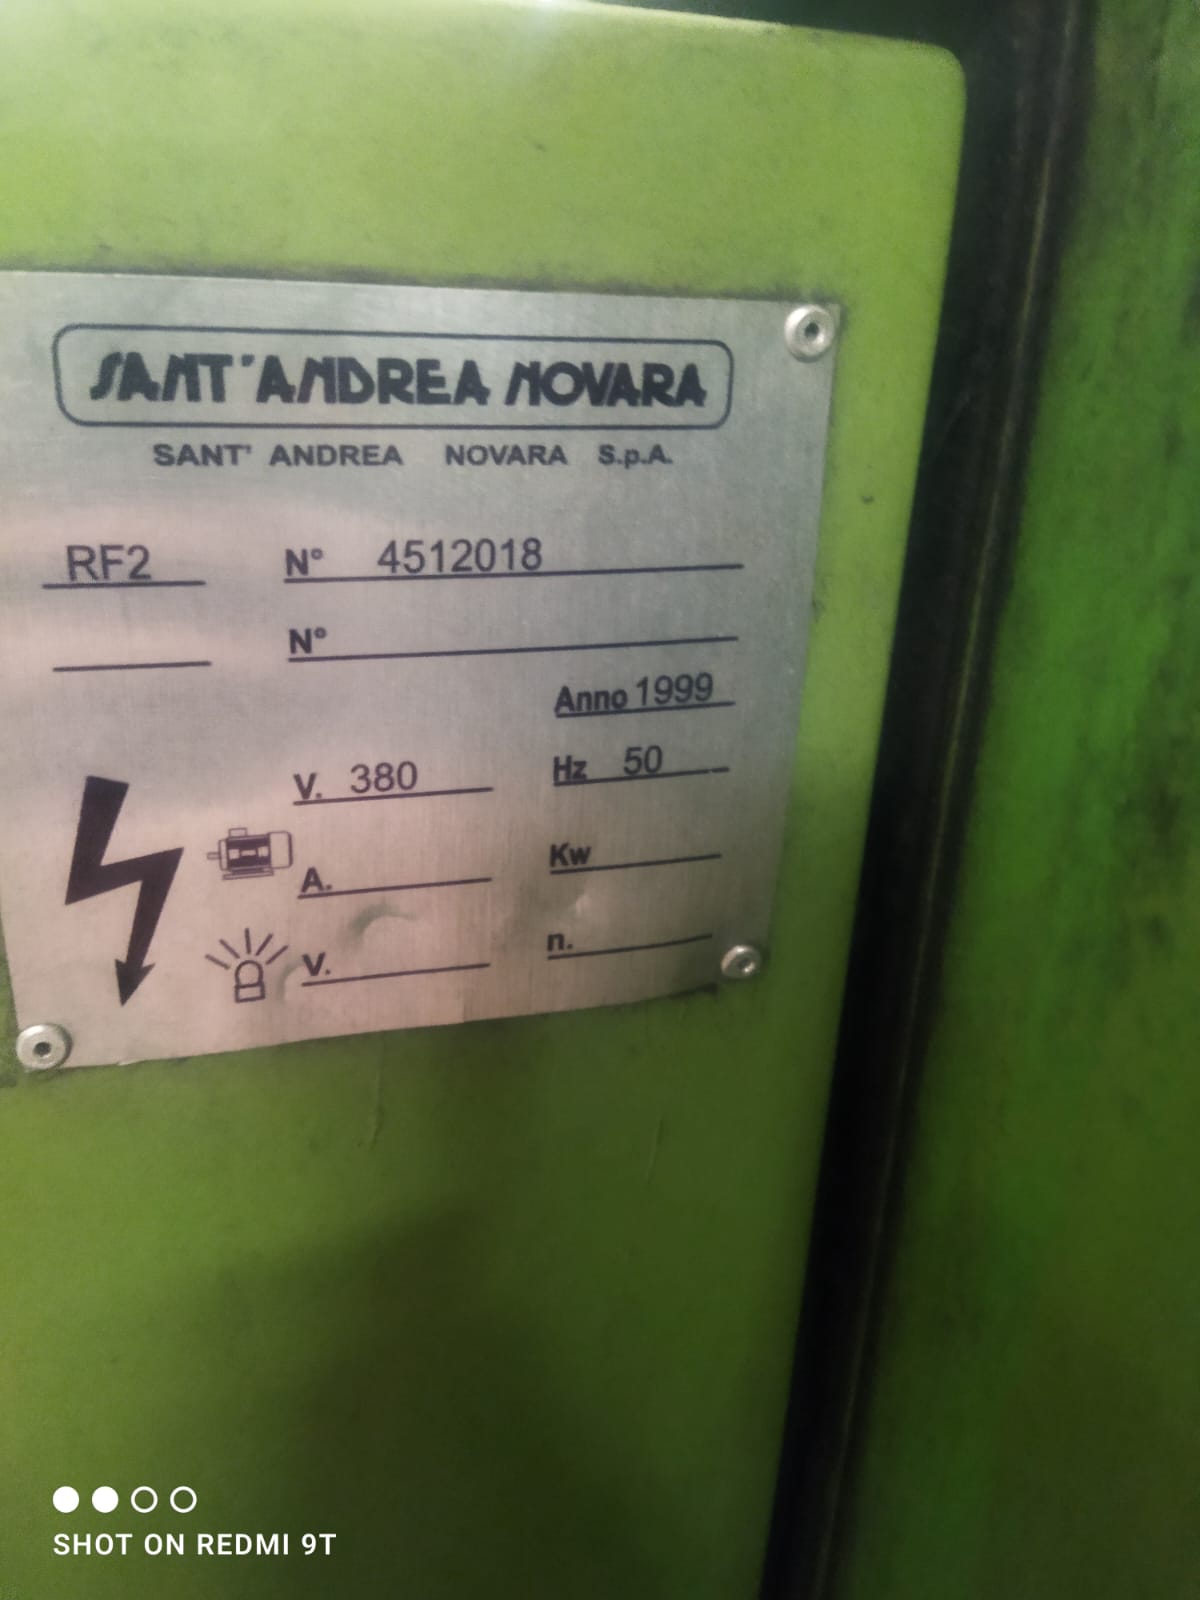 SANT'ANDREA NOVARA
SANT' ANDREA NOVARA S.p.A.
RF2 N° 4512018
N°
Anno 1999
V. 380 Hz 50
A. Kw
V. n.
SHOT ON REDMI 9T